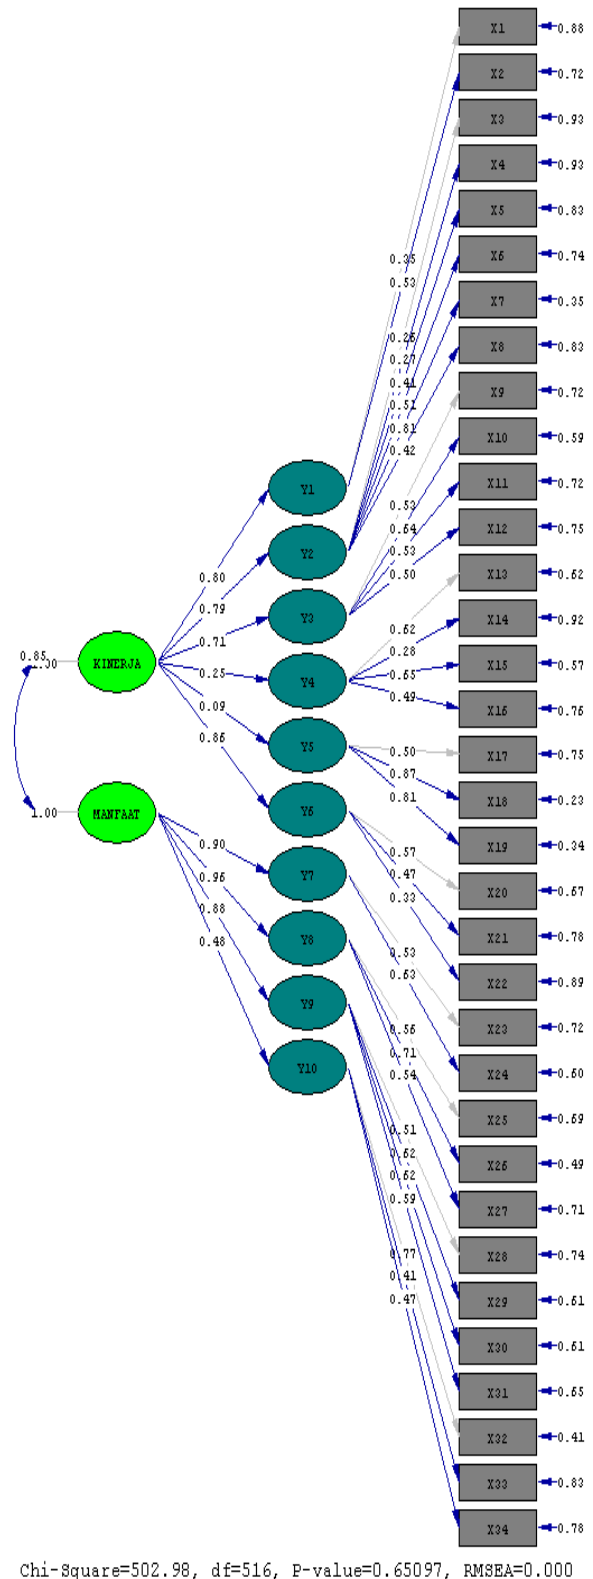 X1 0.88
X2 0.72
X3 0.93
X4 0.93
X5 0.83
X6 0.74
X7 0.35
X8 0.83
X9 0.72
X10 0.59
X11 0.72
X12 0.75
X13 0.62
X14 0.92
X15 0.57
X16 0.76
X17 0.75
X18 0.23
X19 0.34
X20 0.67
X21 0.78
X22 0.89
X23 0.72
X24 0.60
X25 0.69
X26 0.49
X27 0.71
X28 0.74
X29 0.61
X30 0.61
X31 0.65
X32 0.41
X33 0.83
X34 0.78
0.35
0.53
0.26
0.27
0.41
0.51
0.81
0.42
0.53
0.64
0.53
0.50
0.62
0.28
0.65
0.49
0.50
0.87
0.81
0.57
0.47
0.33
0.53
0.63
0.56
0.71
0.54
0.51
0.62
0.62
0.59
0.77
0.41
0.47
Y1
Y2
Y3
Y4
Y5
Y6
Y7
Y8
Y9
Y10
0.80
0.79
0.71
0.25
0.09
0.86
0.90
0.96
0.88
0.48
0.85
KINERJA
1.00
MANFAAT
Chi-Square=502.98, df=516, P-value=0.65097, RMSEA=0.000